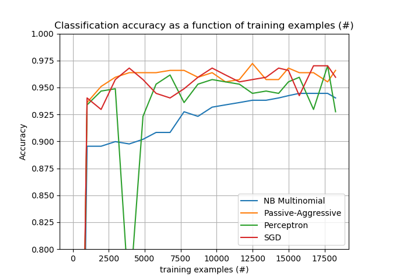 Classification accuracy as a function of training examples (#)
1.000
0.975
0.950
0.925
0.900
0.875
0.850
0.825
0.800
Accuracy
NB Multinomial
Passive-Aggressive
Perceptron
SGD
0 2500 5000 7500 10000 12500 15000 17500
training examples (#)